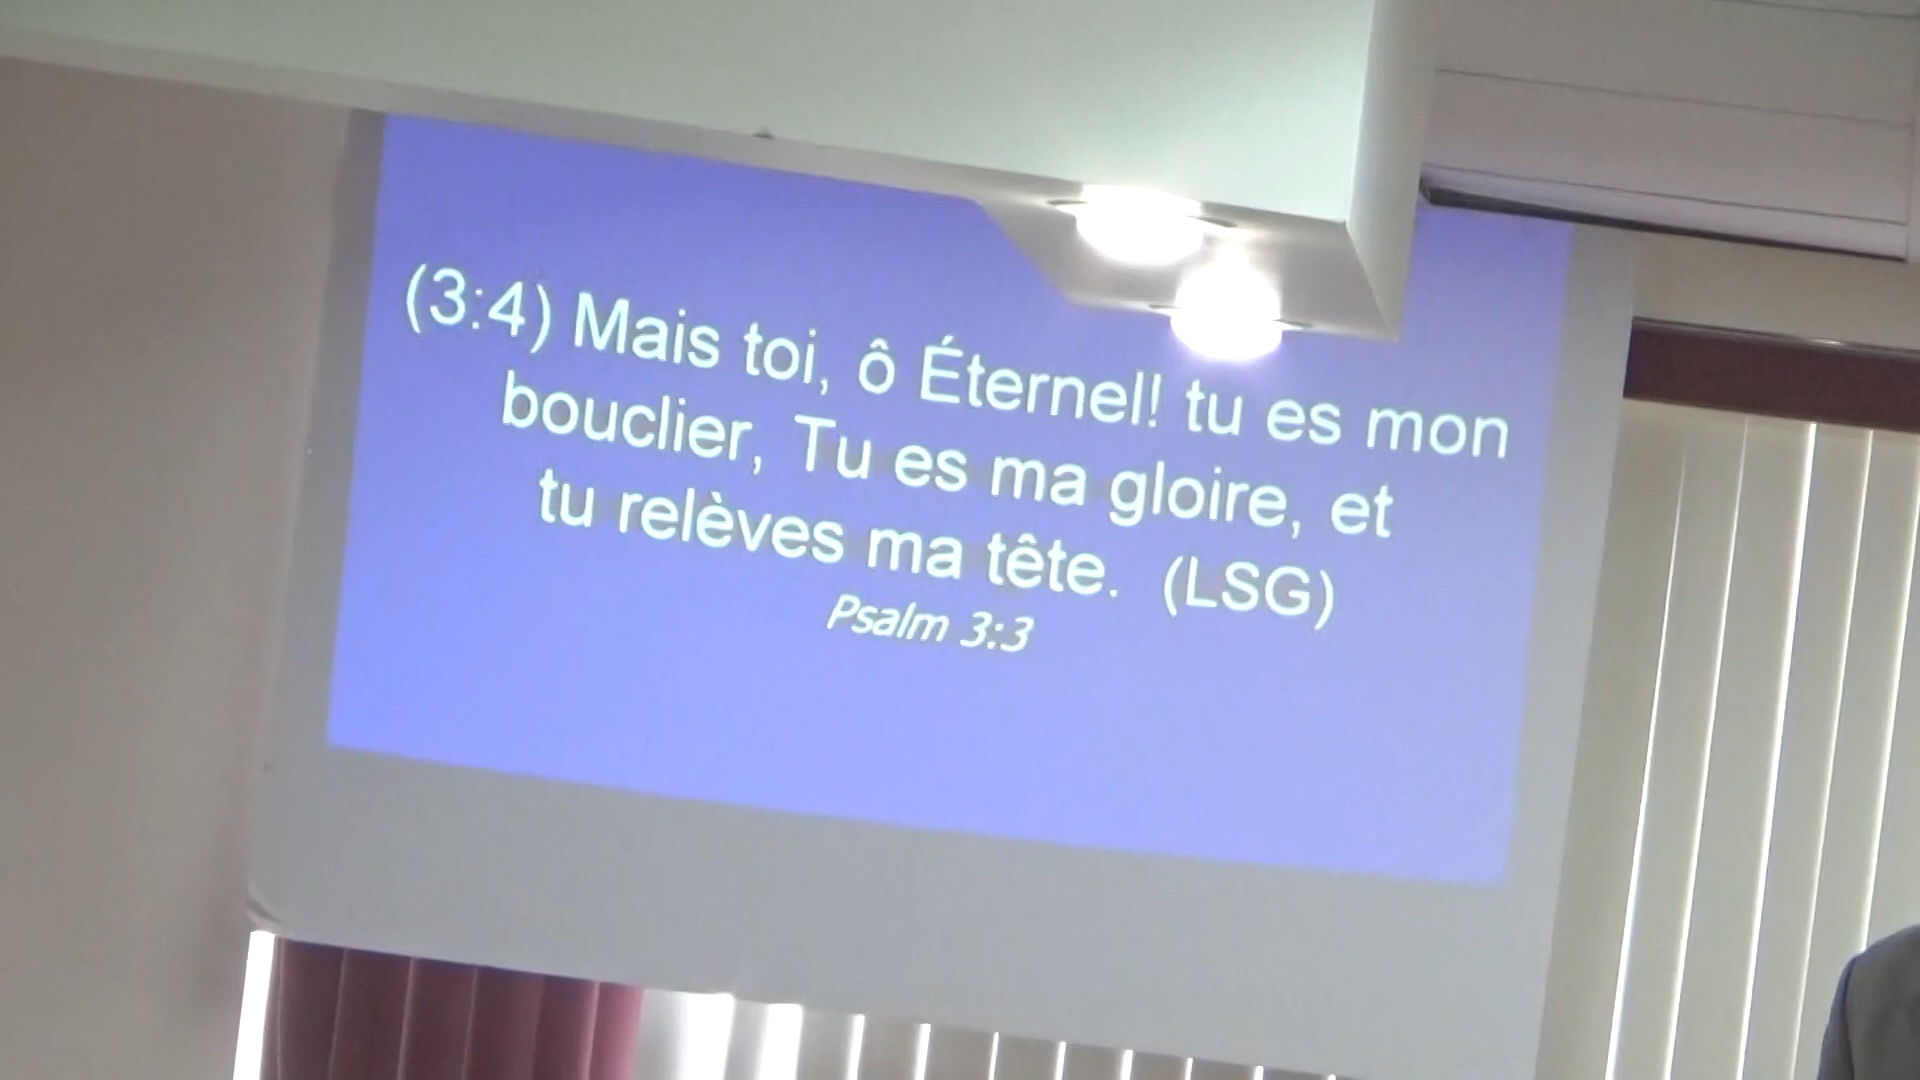 (3:4) Mais toi, ô Éternel! tu es mon
bouclier, Tu es ma gloire, et
tu relèves ma tête.  (LSG)
Psalm 3:3